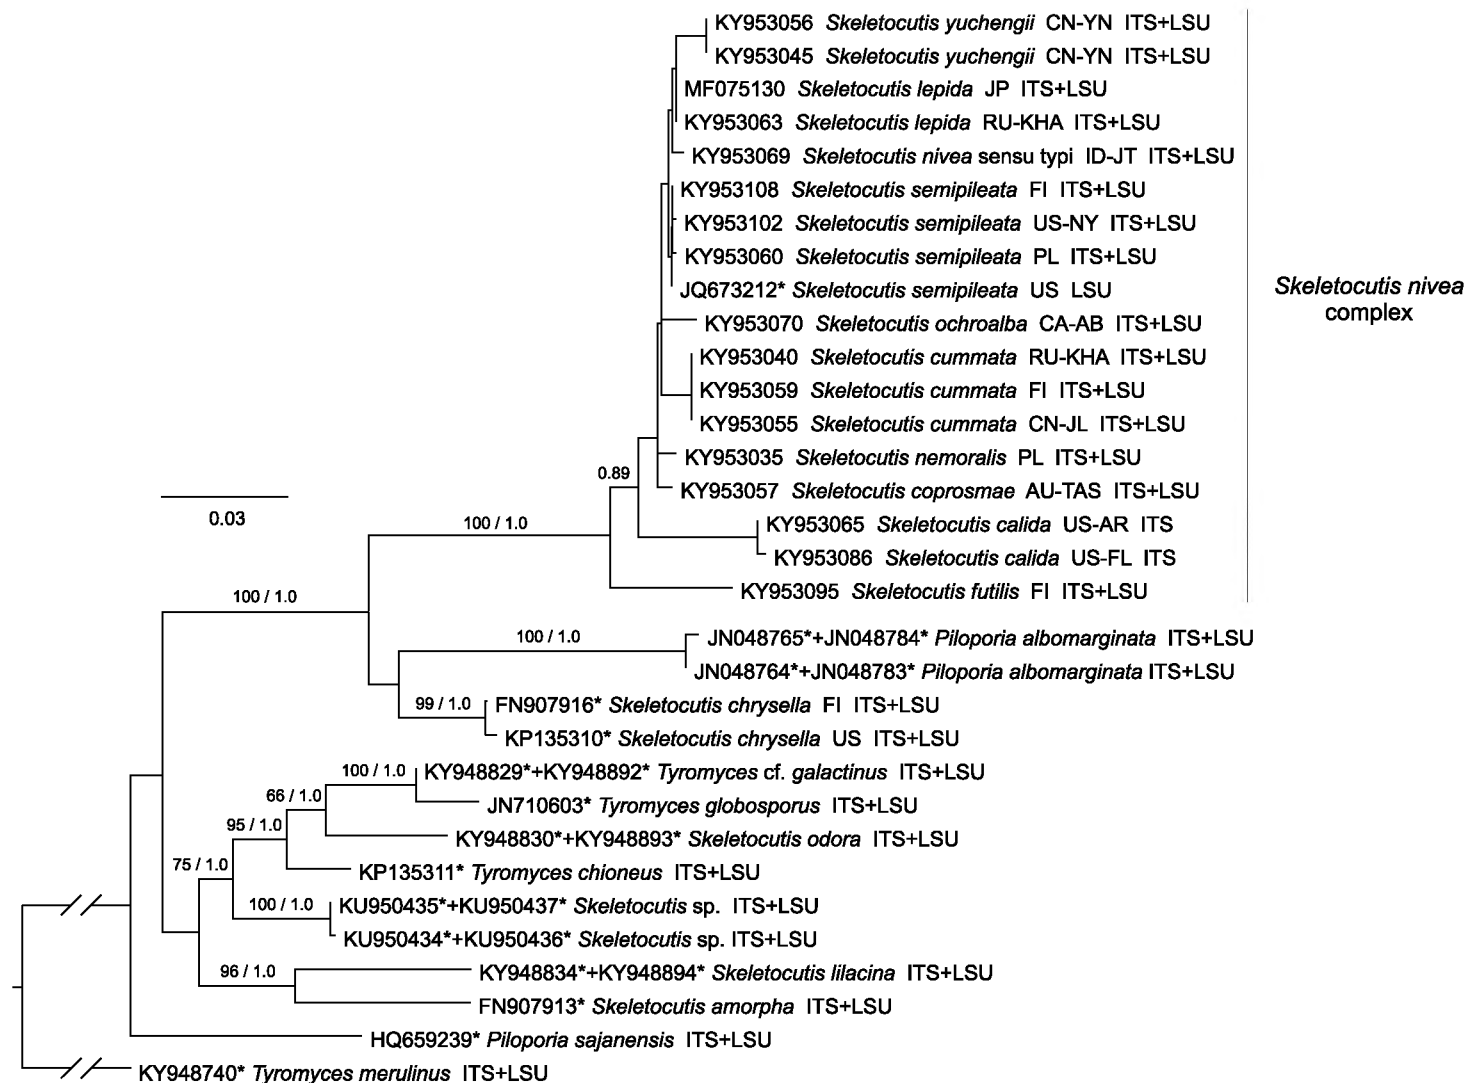 KY953056 Skeletocutis yuchengii CN-YN ITS+LSU
KY953045 Skeletocutis yuchengii CN-YN ITS+LSU
MF075130 Skeletocutis lepida JP ITS+LSU
KY953063 Skeletocutis lepida RU-KHA ITS+LSU
KY953069 Skeletocutis nivea sensu typi ID-JT ITS+LSU
KY953108 Skeletocutis semipileata FI ITS+LSU
KY953102 Skeletocutis semipileata US-NY ITS+LSU
KY953060 Skeletocutis semipileata PL ITS+LSU
JQ673212* Skeletocutis semipileata US LSU
Skeletocutis nivea
complex
KY953070 Skeletocutis ochroalba CA-AB ITS+LSU
KY953040 Skeletocutis cummata RU-KHA ITS+LSU
KY953059 Skeletocutis cummata FI ITS+LSU
KY953055 Skeletocutis cummata CN-JL ITS+LSU
KY953035 Skeletocutis nemoralis PL ITS+LSU
0.89
KY953057 Skeletocutis coprosmae AU-TAS ITS+LSU
0.03
100 / 1.0
KY953065 Skeletocutis calida US-AR ITS
KY953086 Skeletocutis calida US-FL ITS
KY953095 Skeletocutis futilis FI ITS+LSU
100 / 1.0
100 / 1.0
JN048765*+JN048784* Piloporia albomarginata ITS+LSU
JN048764*+JN048783* Piloporia albomarginata ITS+LSU
99 / 1.0
FN907916* Skeletocutis chrysella FI ITS+LSU
KP135310* Skeletocutis chrysella US ITS+LSU
100 / 1.0
KY948829*+KY948892* Tyromyces cf. galactinus ITS+LSU
66 / 1.0
JN710603* Tyromyces globosporus ITS+LSU
95 / 1.0
KY948830*+KY948893* Skeletocutis odora ITS+LSU
75 / 1.0
KP135311* Tyromyces chioneus ITS+LSU
100 / 1.0
KU950435*+KU950437* Skeletocutis sp. ITS+LSU
KU950434*+KU950436* Skeletocutis sp. ITS+LSU
96 / 1.0
KY948834*+KY948894* Skeletocutis lilacina ITS+LSU
FN907913* Skeletocutis amorpha ITS+LSU
HQ659239* Piloporia sajanensis ITS+LSU
KY948740* Tyromyces merulinus ITS+LSU